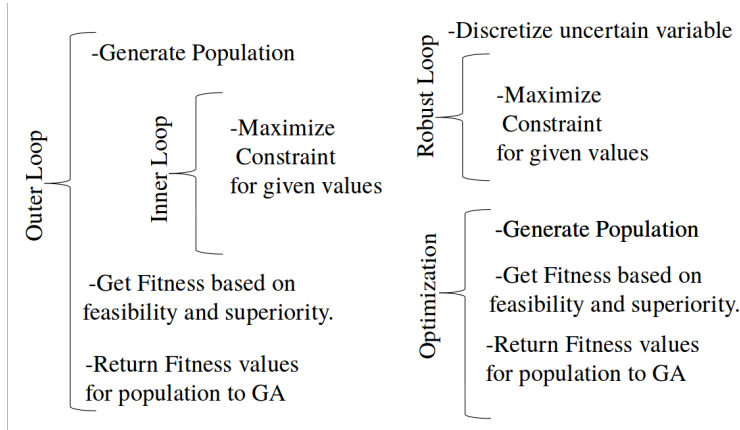 Outer Loop
-Generate Population
Inner Loop
-Maximize
Constraint
for given values
-Get Fitness based on
feasibility and superiority.
-Return Fitness values
for population to GA
-Discretize uncertain variable
Robust Loop
-Maximize
Constraint
for given values
Optimization
-Generate Population
-Get Fitness based on
feasibility and superiority.
-Return Fitness values
for population to GA